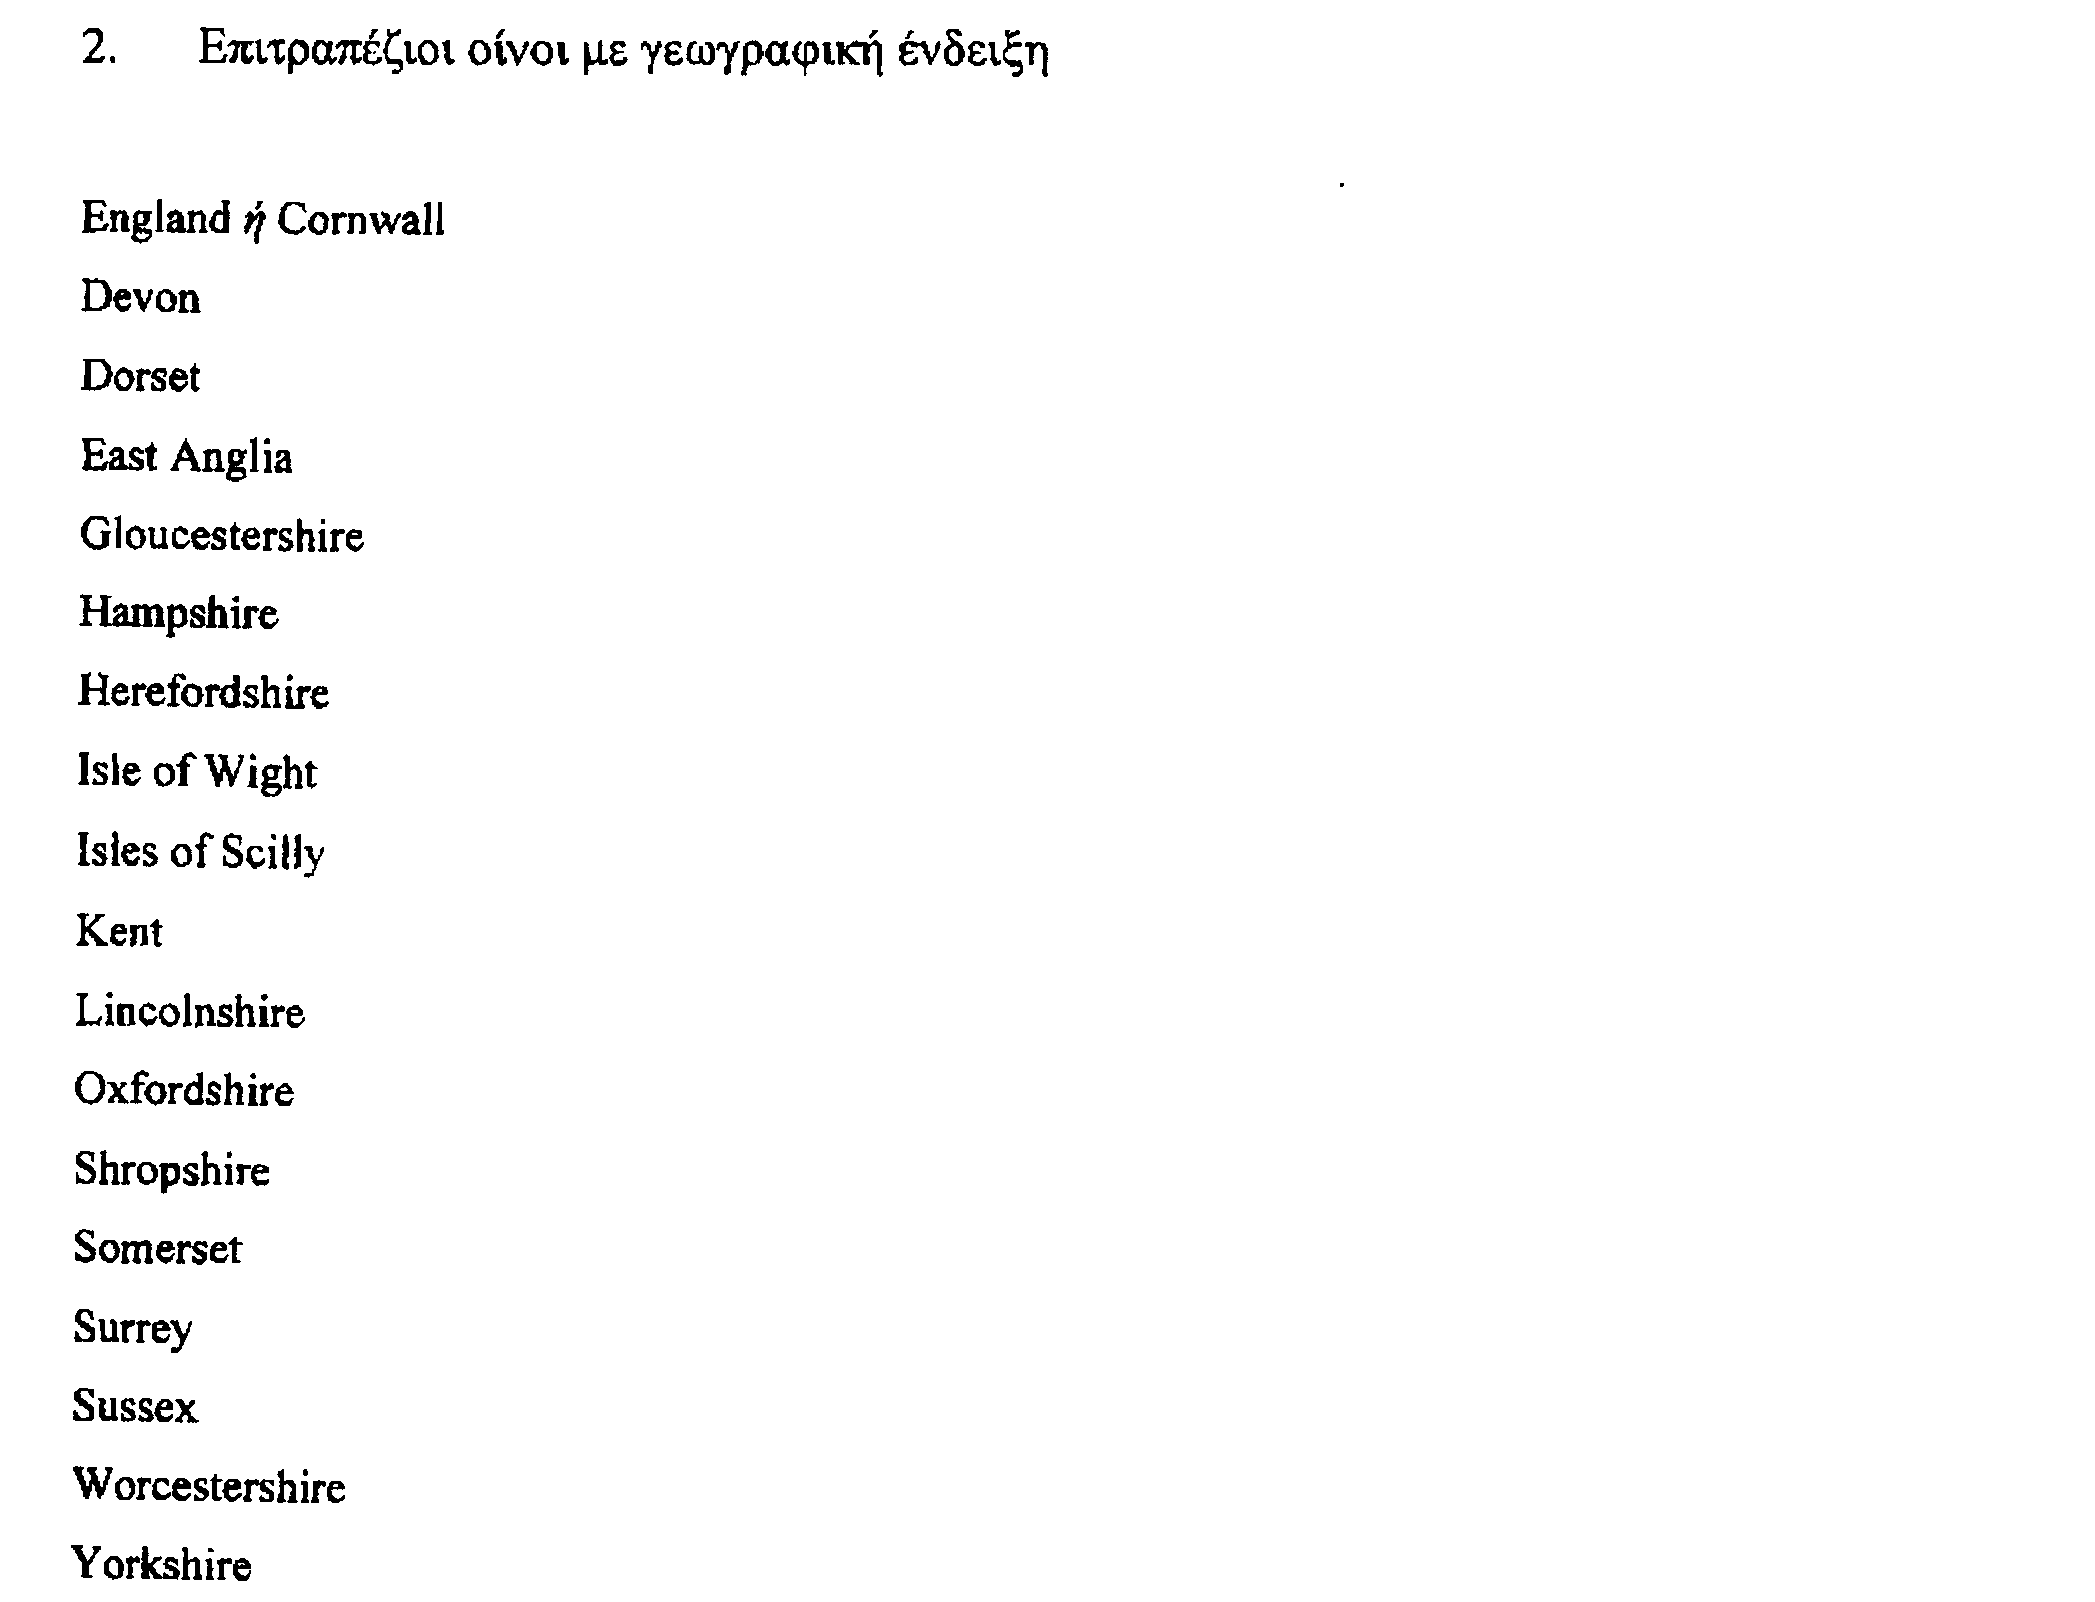 2. Επιτραπέζιοι οίνοι με γεωγραφική ένδειξη
England ή Cornwall
Devon
Dorset
East Anglia
Gloucestershire
Hampshire
Herefordshire
Isle of Wight
Isles of Scilly
Kent
Lincolnshire
Oxfordshire
Shropshire
Somerset
Surrey
Sussex
Worcestershire
Yorkshire